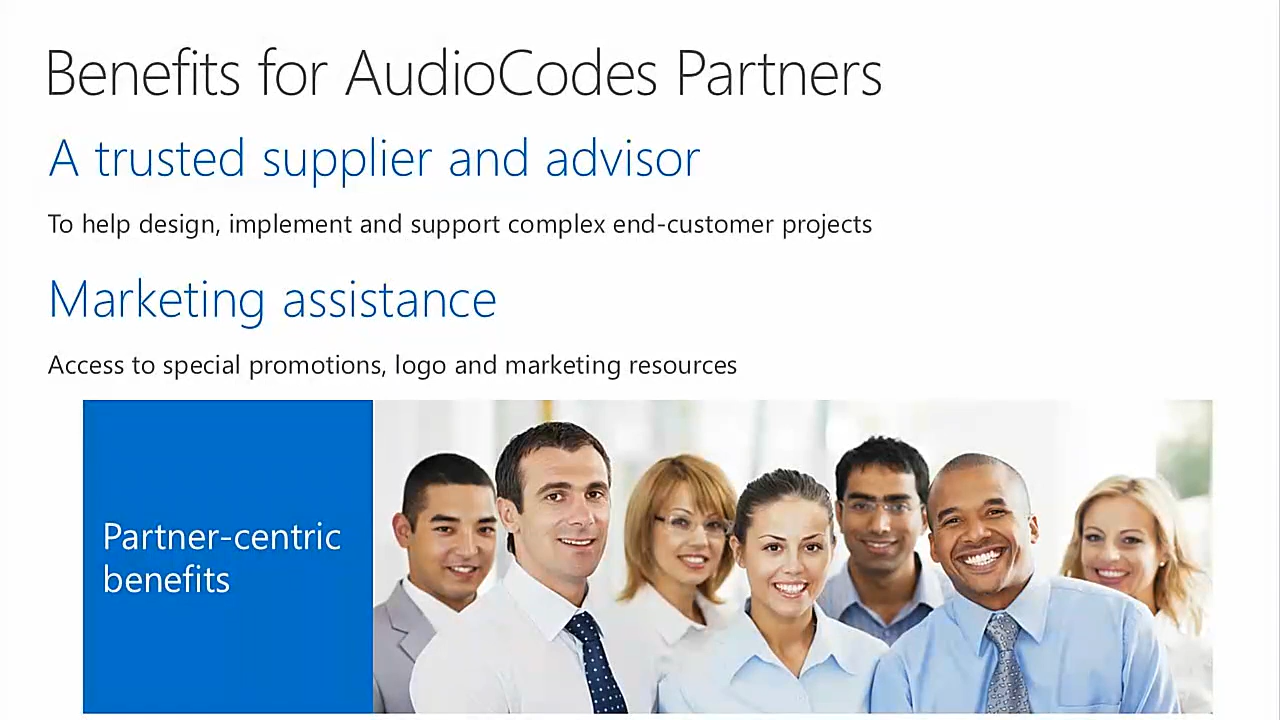 Benefits for AudioCodes Partners
A trusted supplier and advisor
To help design, implement and support complex end-customer projects
Marketing assistance
Access to special promotions, logo and marketing resources
Partner-centric
benefits